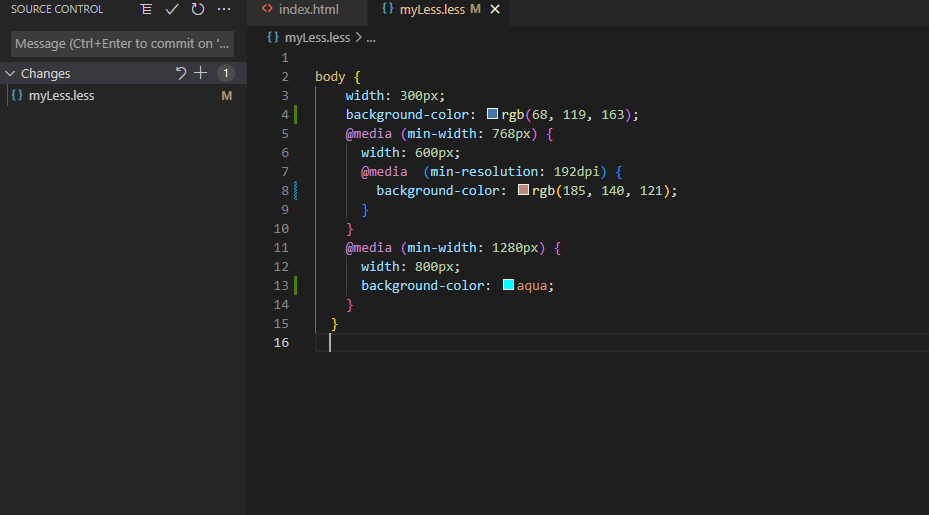 SOURCE CONTROL
Message (Ctrl+Enter to commit on '...
Changes
1
myLess.less
M
index.html
myLess.less M
myLess.less > ...
1
2 body {
3 width: 300px;
4 background-color: rgb(68, 119, 163);
5 @media (min-width: 768px) {
6 width: 600px;
7 @media  (min-resolution: 192dpi) {
8 background-color: rgb(185, 140, 121);
9 }
10 }
11 @media (min-width: 1280px) {
12 width: 800px;
13 background-color: aqua;
14 }
15 }
16